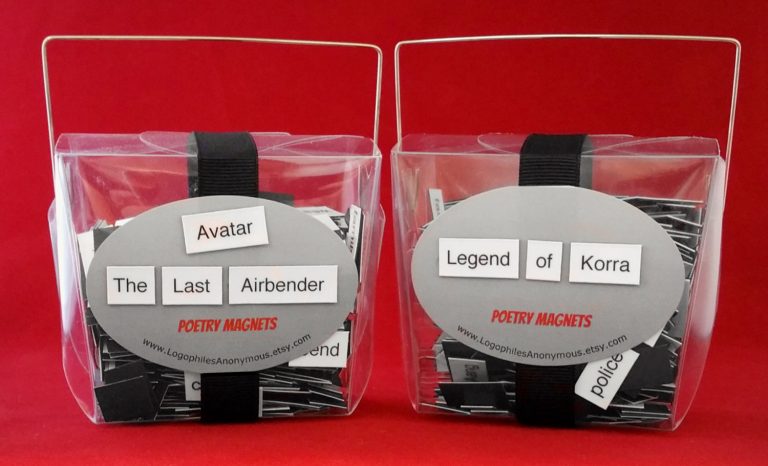 Avatar
The Last Airbender
POETRY MAGNETS
www.LogophilesAnonymous.etsy.com
Legend of Korra
POETRY MAGNETS
www.LogophilesAnonymous.etsy.com
police